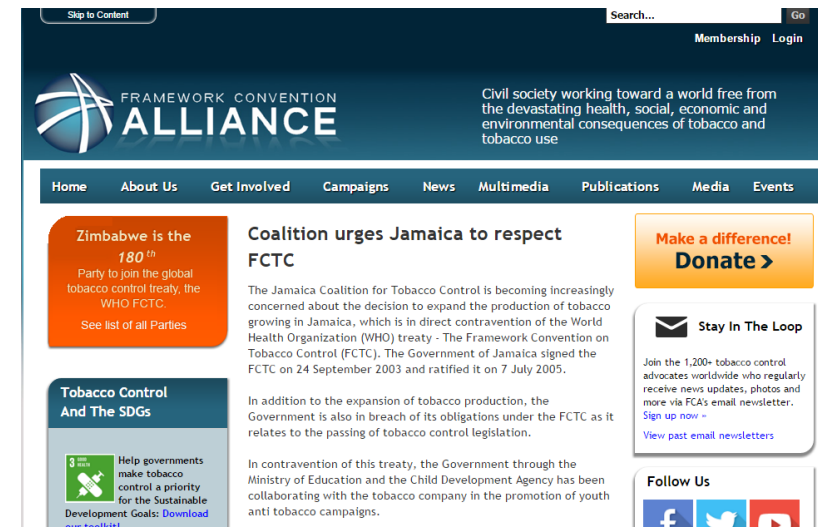 Skip to Content
Search...
Go
Membership Login
FRAMEWORK CONVENTION
ALLIANCE
Civil society working toward a world free from
the devastating health, social, economic and
environmental consequences of tobacco and
tobacco use
Home About Us Get Involved Campaigns News Multimedia Publications Media Events
Zimbabwe is the
180 th
Party to join the global
tobacco control treaty, the
WHO FCTC.
See list of all Parties
Tobacco Control
And The SDGs
3 GOOD HEALTH
Help governments
make tobacco
control a priority
for the Sustainable
Development Goals: Download
our toolkit!
Coalition urges Jamaica to respect
FCTC
The Jamaica Coalition for Tobacco Control is becoming increasingly
concerned about the decision to expand the production of tobacco
growing in Jamaica, which is in direct contravention of the World
Health Organization (WHO) treaty - The Framework Convention on
Tobacco Control (FCTC). The Government of Jamaica signed the
FCTC on 24 September 2003 and ratified it on 7 July 2005.
In addition to the expansion of tobacco production, the
Government is also in breach of its obligations under the FCTC as it
relates to the passing of tobacco control legislation.
In contravention of this treaty, the Government through the
Ministry of Education and the Child Development Agency has been
collaborating with the tobacco company in the promotion of youth
anti tobacco campaigns.
Make a difference!
Donate >
Stay In The Loop
Join the 1,200+ tobacco control
advocates worldwide who regularly
receive news updates, photos and
more via FCA's email newsletter.
Sign up now »
View past email newsletters
Follow Us